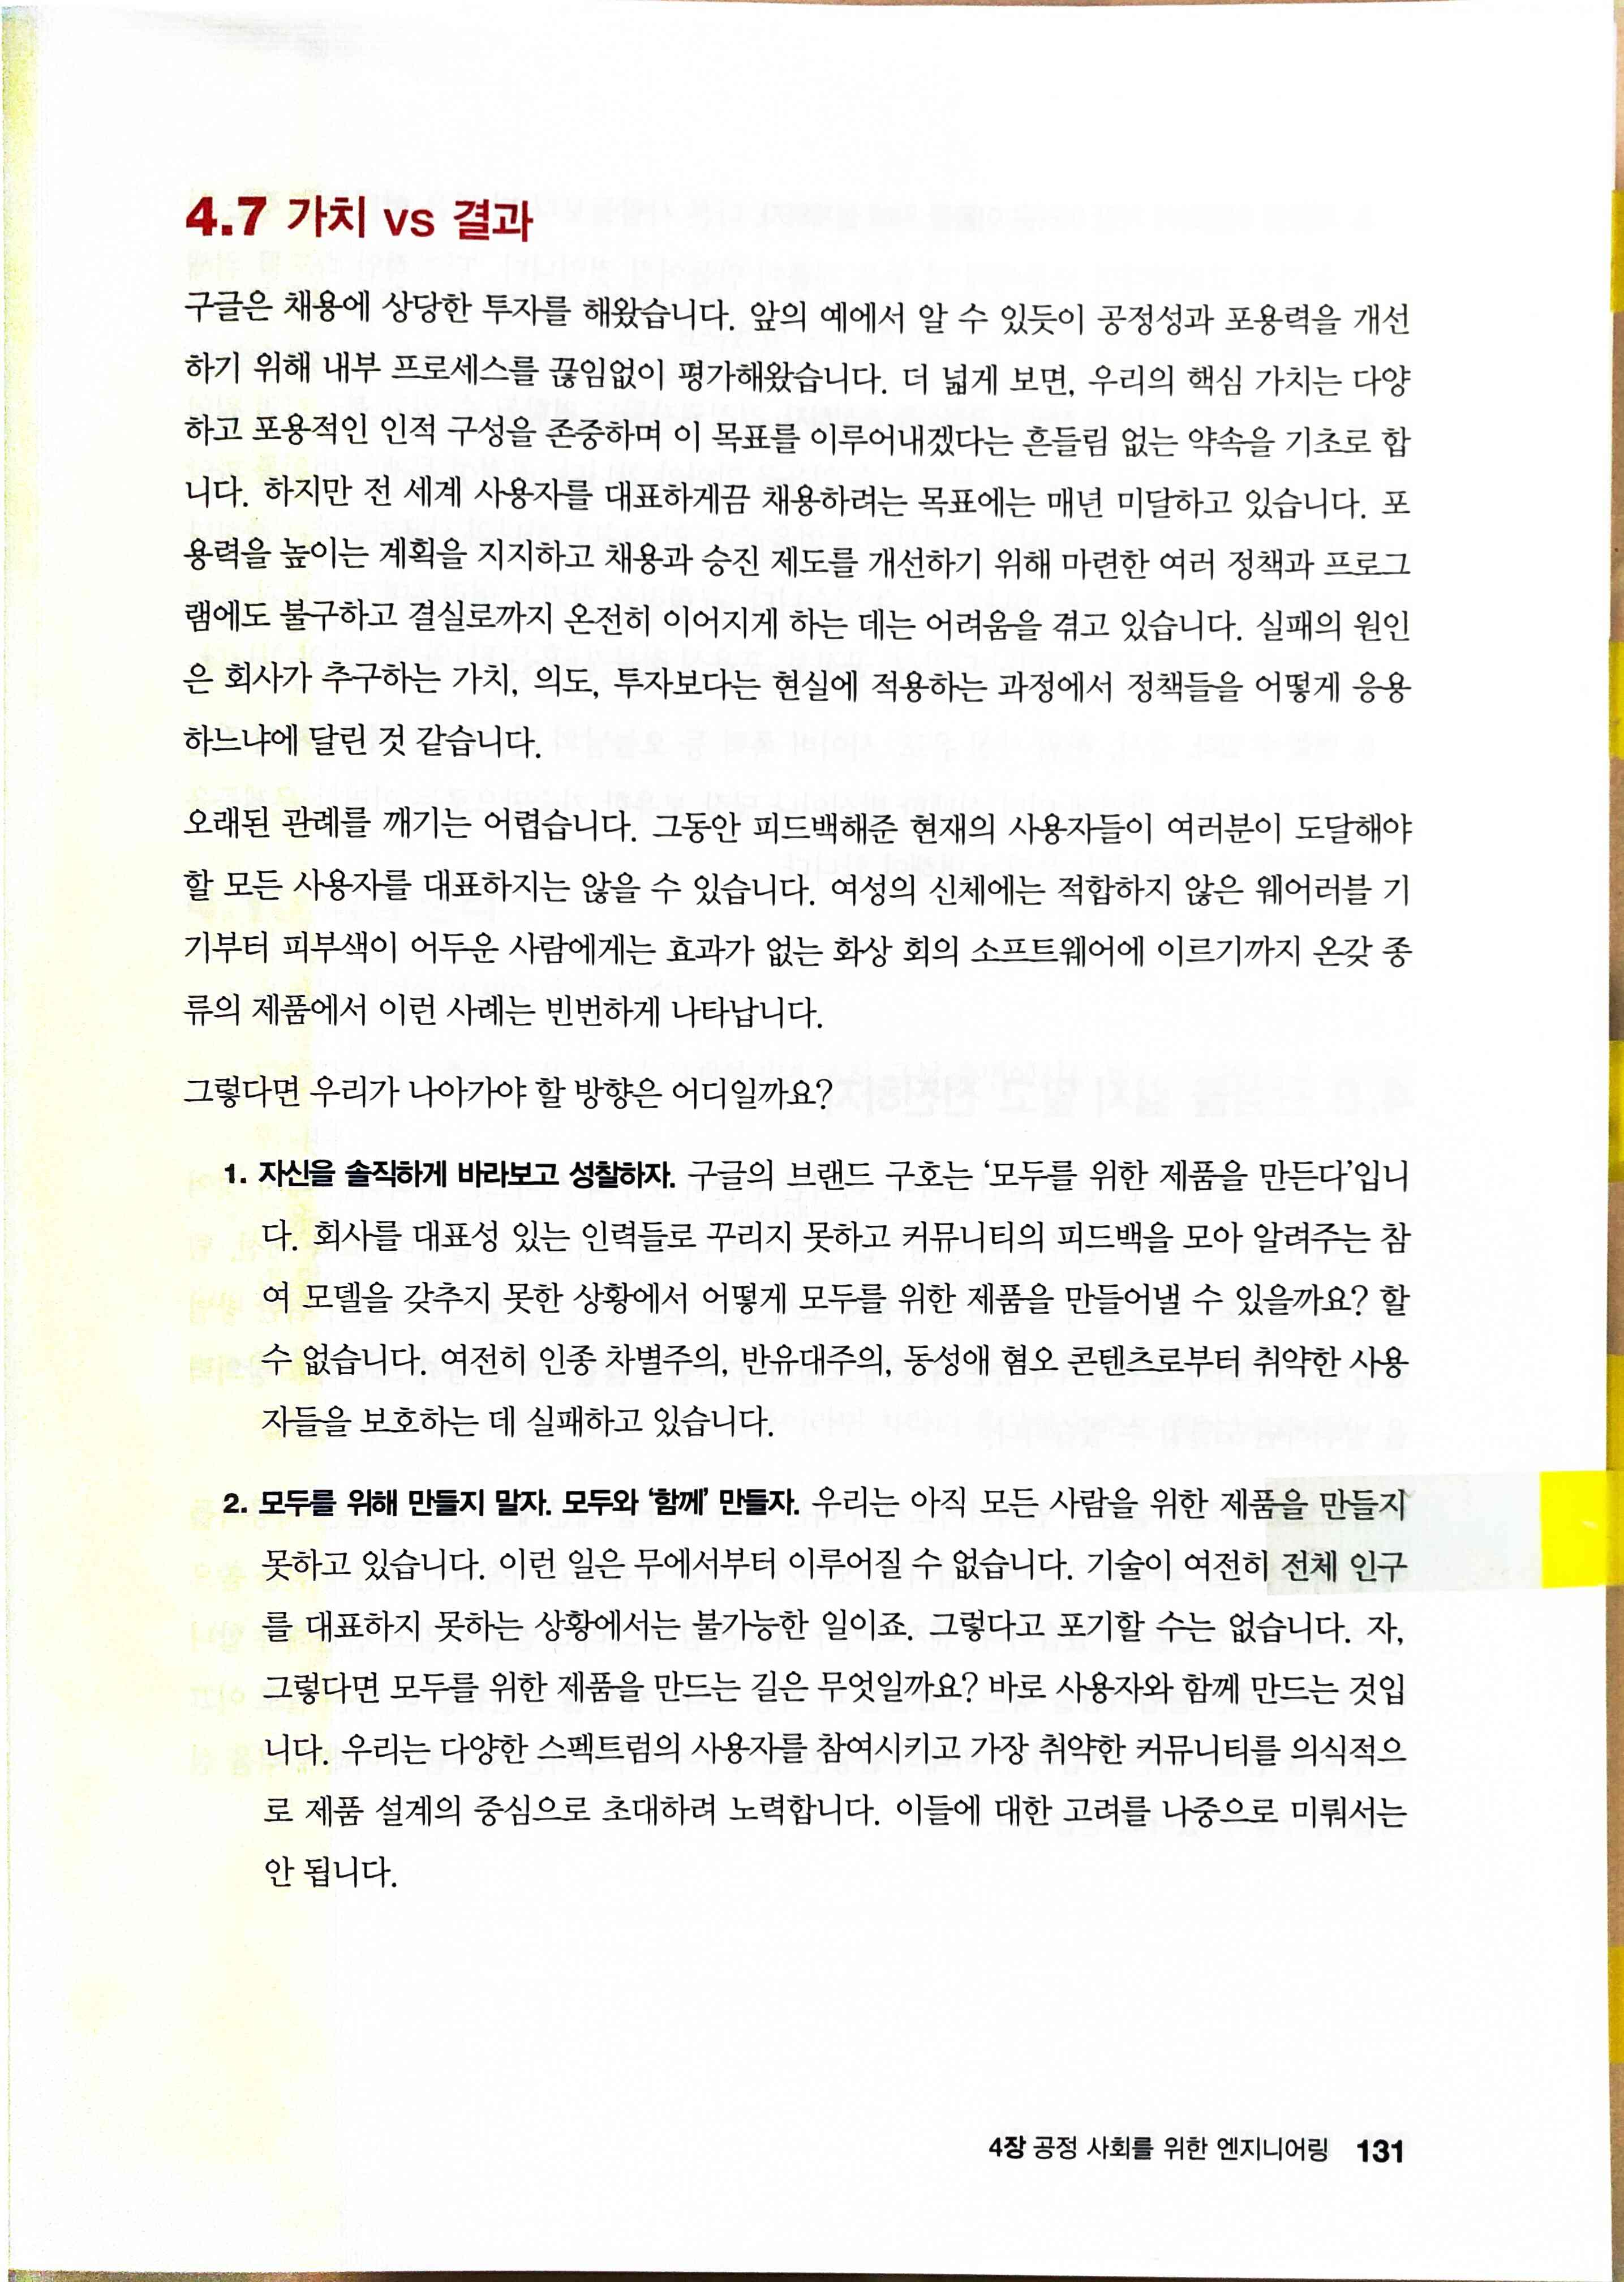 4.7 가치 vs 결과
구글은 채용에 상당한 투자를 해왔습니다. 앞의 예에서 알 수 있듯이 공정성과 포용력을 개선
하기 위해 내부 프로세스를 끊임없이 평가해왔습니다. 더 넓게 보면, 우리의 핵심 가치는 다양
하고 포용적인 인적 구성을 존중하며 이 목표를 이루어내겠다는 흔들림 없는 약속을 기초로 합
니다. 하지만 전 세계 사용자를 대표하게끔 채용하려는 목표에는 매년 미달하고 있습니다. 포
용력을 높이는 계획을 지지하고 채용과 승진 제도를 개선하기 위해 마련한 여러 정책과 프로그
램에도 불구하고 결실로까지 온전히 이어지게 하는 데는 어려움을 겪고 있습니다. 실패의 원인
은 회사가 추구하는 가치, 의도, 투자보다는 현실에 적용하는 과정에서 정책들을 어떻게 응용
하느냐에 달린 것 같습니다.
오래된 관례를 깨기는 어렵습니다. 그동안 피드백해준 현재의 사용자들이 여러분이 도달해야
할 모든 사용자를 대표하지는 않을 수 있습니다. 여성의 신체에는 적합하지 않은 웨어러블 기
기부터 피부색이 어두운 사람에게는 효과가 없는 화상 회의 소프트웨어에 이르기까지 온갖 종
류의 제품에서 이런 사례는 빈번하게 나타납니다.
그렇다면 우리가 나아가야 할 방향은 어디일까요?
1. 자신을 솔직하게 바라보고 성찰하자. 구글의 브랜드 구호는 ‘모두를 위한 제품을 만든다’입니
다. 회사를 대표성 있는 인력들로 꾸리지 못하고 커뮤니티의 피드백을 모아 알려주는 참
여 모델을 갖추지 못한 상황에서 어떻게 모두를 위한 제품을 만들어낼 수 있을까요? 할
수 없습니다. 여전히 인종 차별주의, 반유대주의, 동성애 혐오 콘텐츠로부터 취약한 사용
자들을 보호하는 데 실패하고 있습니다.
2. 모두를 위해 만들지 말자. 모두와 ‘함께’ 만들자. 우리는 아직 모든 사람을 위한 제품을 만들지
못하고 있습니다. 이런 일은 무에서부터 이루어질 수 없습니다. 기술이 여전히 전체 인구
를 대표하지 못하는 상황에서는 불가능한 일이죠. 그렇다고 포기할 수는 없습니다. 자,
그렇다면 모두를 위한 제품을 만드는 길은 무엇일까요? 바로 사용자와 함께 만드는 것입
니다. 우리는 다양한 스펙트럼의 사용자를 참여시키고 가장 취약한 커뮤니티를 의식적으
로 제품 설계의 중심으로 초대하려 노력합니다. 이들에 대한 고려를 나중으로 미뤄서는
안 됩니다.
4장 공정 사회를 위한 엔지니어링 131